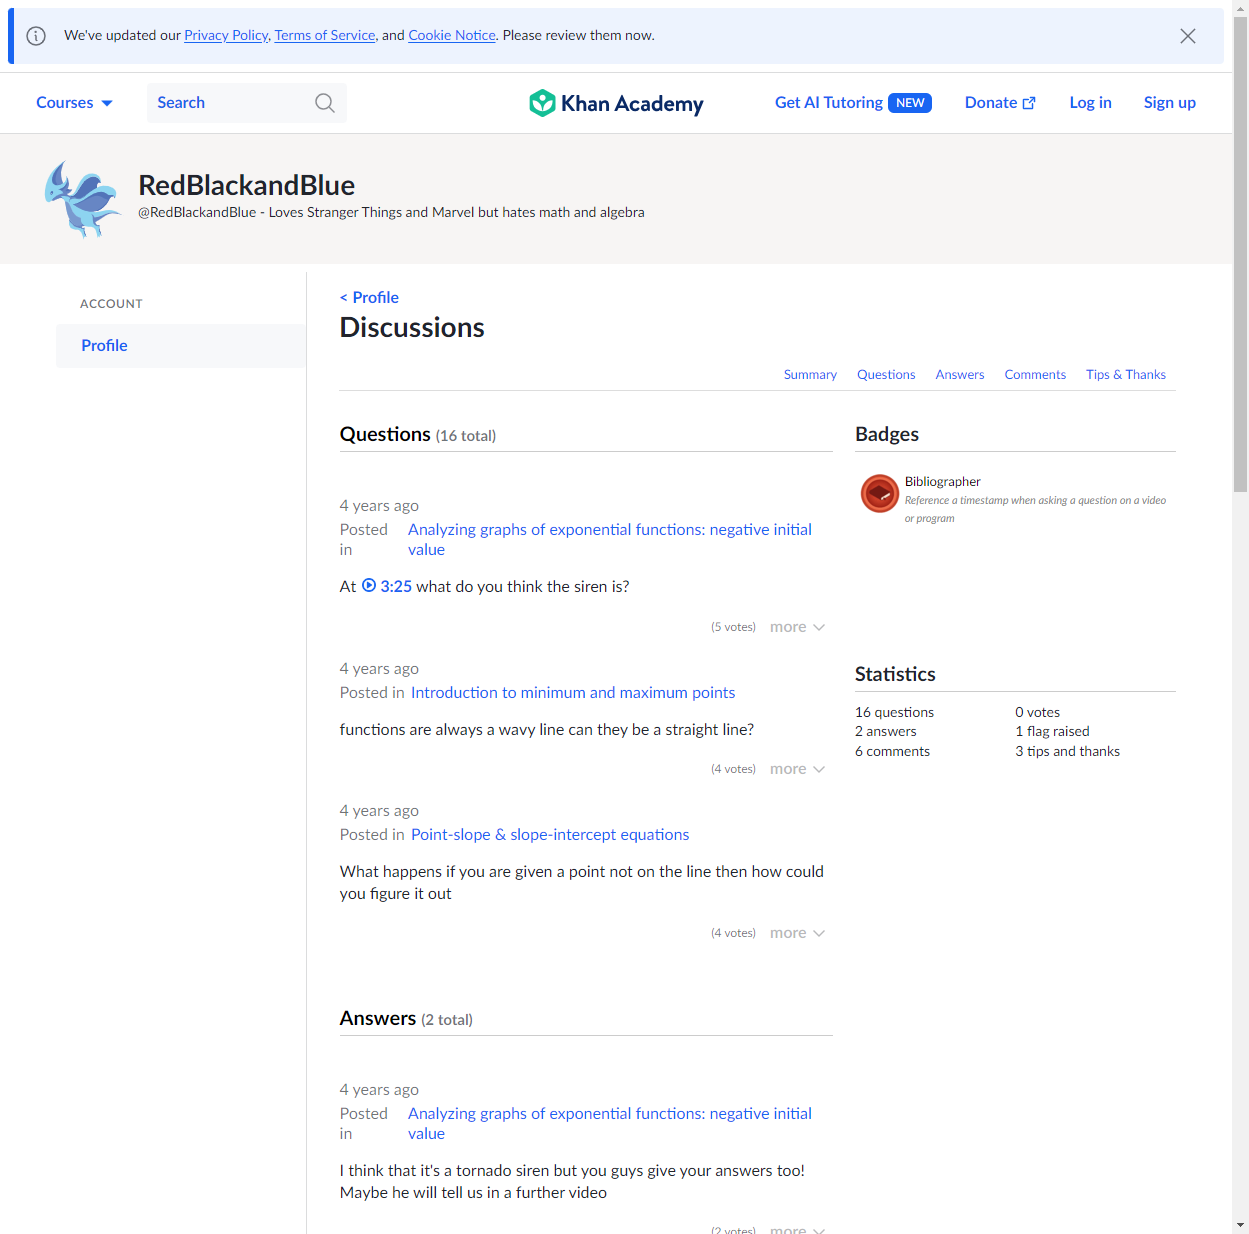 We've updated our Privacy Policy, Terms of Service, and Cookie Notice. Please review them now.
Courses
Search
Khan Academy
Get AI Tutoring NEW
Donate
Log in
Sign up
RedBlackandBlue
@RedBlackandBlue - Loves Stranger Things and Marvel but hates math and algebra
ACCOUNT
Profile
< Profile
Discussions
Summary
Questions
Answers
Comments
Tips & Thanks
Questions (16 total)
4 years ago
Posted in Analyzing graphs of exponential functions: negative initial
value
At 3:25 what do you think the siren is?
(5 votes) more
4 years ago
Posted in Introduction to minimum and maximum points
functions are always a wavy line can they be a straight line?
(4 votes) more
4 years ago
Posted in Point-slope & slope-intercept equations
What happens if you are given a point not on the line then how could
you figure it out
(4 votes) more
Answers (2 total)
4 years ago
Posted in Analyzing graphs of exponential functions: negative initial
value
I think that it's a tornado siren but you guys give your answers too!
Maybe he will tell us in a further video
(2 votes) more
Badges
Bibliographer
Reference a timestamp when asking a question on a video
or program
Statistics
16 questions
2 answers
6 comments
0 votes
1 flag raised
3 tips and thanks